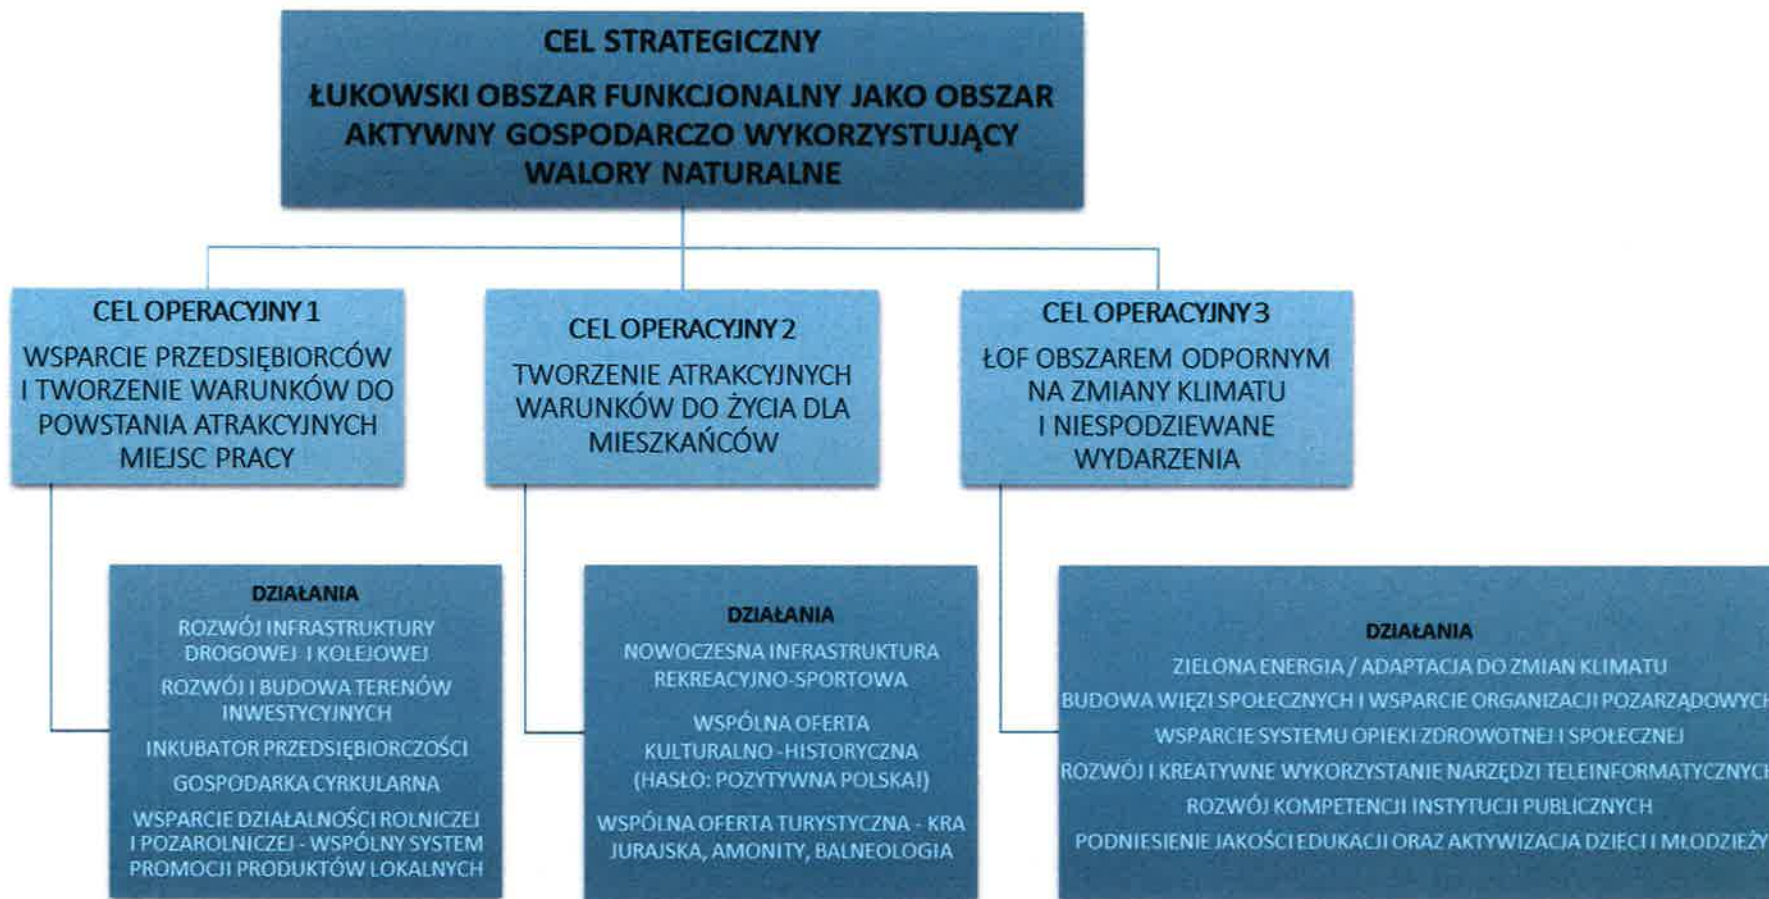 CEL STRATEGICZNY
ŁUKOWSKI OBSZAR FUNKCJONALNY JAKO OBSZAR
AKTYWNY GOSPODARCZO WYKORZYSTUJĄCY
WALORY NATURALNE
CEL OPERACYJNY 1
WSPARCIE PRZEDSIĘBIORCÓW
I TWORZENIE WARUNKÓW DO
POWSTANIA ATRAKCYJNYCH
MIEJSC PRACY
CEL OPERACYJNY 2
TWORZENIE ATRAKCYJNYCH
WARUNKÓW DO ŻYCIA DLA
MIESZKAŃCÓW
CEL OPERACYJNY 3
ŁOF OBSZAREM ODPORNYM
NA ZMIANY KLIMATU
I NIESPODZIEWANE
WYDARZENIA
DZIAŁANIA
ROZWÓJ INFRASTRUKTURY
DROGOWEJ I KOLEJOWEJ
ROZWÓJ I BUDOWA TERENÓW
INWESTYCYJNYCH
INKUBATOR PRZEDSIĘBIORCZOŚCI
GOSPODARKA CYRKULARNA
WSPARCIE DZIAŁALNOŚCI ROLNICZEJ
I POZAROLNICZEJ - WSPÓLNY SYSTEM
PROMOCJI PRODUKTÓW LOKALNYCH
DZIAŁANIA
NOWOCZESNA INFRASTRUKTURA
REKREACYJNO-SPORTOWA
WSPÓLNA OFERTA
KULTURALNO-HISTORYCZNA
(HASŁO: POZYTYWNA POLSKA!)
WSPÓLNA OFERTA TURYSTYCZNA - KRA
JURAJSKA, AMONITY, BALNEOLOGIA
DZIAŁANIA
ZIELONA ENERGIA / ADAPTACJA DO ZMIAN KLIMATU
BUDOWA WIĘZI SPOŁECZNYCH I WSPARCIE ORGANIZACJI POZARZĄDOWYCH
WSPARCIE SYSTEMU OPIEKI ZDROWOTNEJ I SPOŁECZNEJ
ROZWÓJ I KREATYWNE WYKORZYSTANIE NARZĘDZI TELEINFORMATYCZNYCH
ROZWÓJ KOMPETENCJI INSTYTUCJI PUBLICZNYCH
PODNIESIENIE JAKOŚCI EDUKACJI ORAZ AKTYWIZACJA DZIECI I MŁODZIEŻY